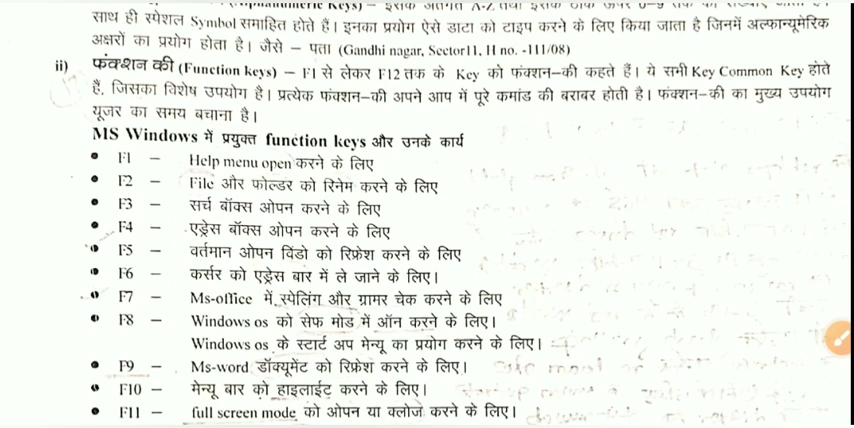 साथ ही स्पेशल Symbol समाहित होते हैं। इनका प्रयोग ऐसे डाटा को टाइप करने के लिए किया जाता है जिनमें अल्फान्यूमेरिक
अक्षरों का प्रयोग होता है। जैसे – पता (Gandhi nagar, Sector11, H no. -111/08)
ii) फंक्शन की (Function keys) – F1 से लेकर F12 तक के Key को फंक्शन–की कहते हैं। ये सभी Key Common Key होते
हैं, जिसका विशेष उपयोग है। प्रत्येक फंक्शन–की अपने आप में पूरे कमांड की बराबर होती है। फंक्शन–की का मुख्य उपयोग
यूजर का समय बचाना है।
MS Windows में प्रयुक्त function keys और उनके कार्य
• F1 – Help menu open करने के लिए
• F2 – File और फोल्डर को रिनेम करने के लिए
• F3 – सर्च बॉक्स ओपन करने के लिए
• F4 – एड्रेस बॉक्स ओपन करने के लिए
• F5 – वर्तमान ओपन विंडो को रिफ्रेश करने के लिए
• F6 – कर्सर को एड्रेस बार में ले जाने के लिए।
• F7 – Ms-office में स्पेलिंग और ग्रामर चेक करने के लिए
• F8 – Windows os को सेफ मोड में ऑन करने के लिए।
Windows os के स्टार्ट अप मेन्यू का प्रयोग करने के लिए।
• F9 – Ms-word डॉक्यूमेंट को रिफ्रेश करने के लिए।
• F10 – मेन्यू बार को हाइलाईट करने के लिए।
• F11 – full screen mode को ओपन या क्लोज करने के लिए।